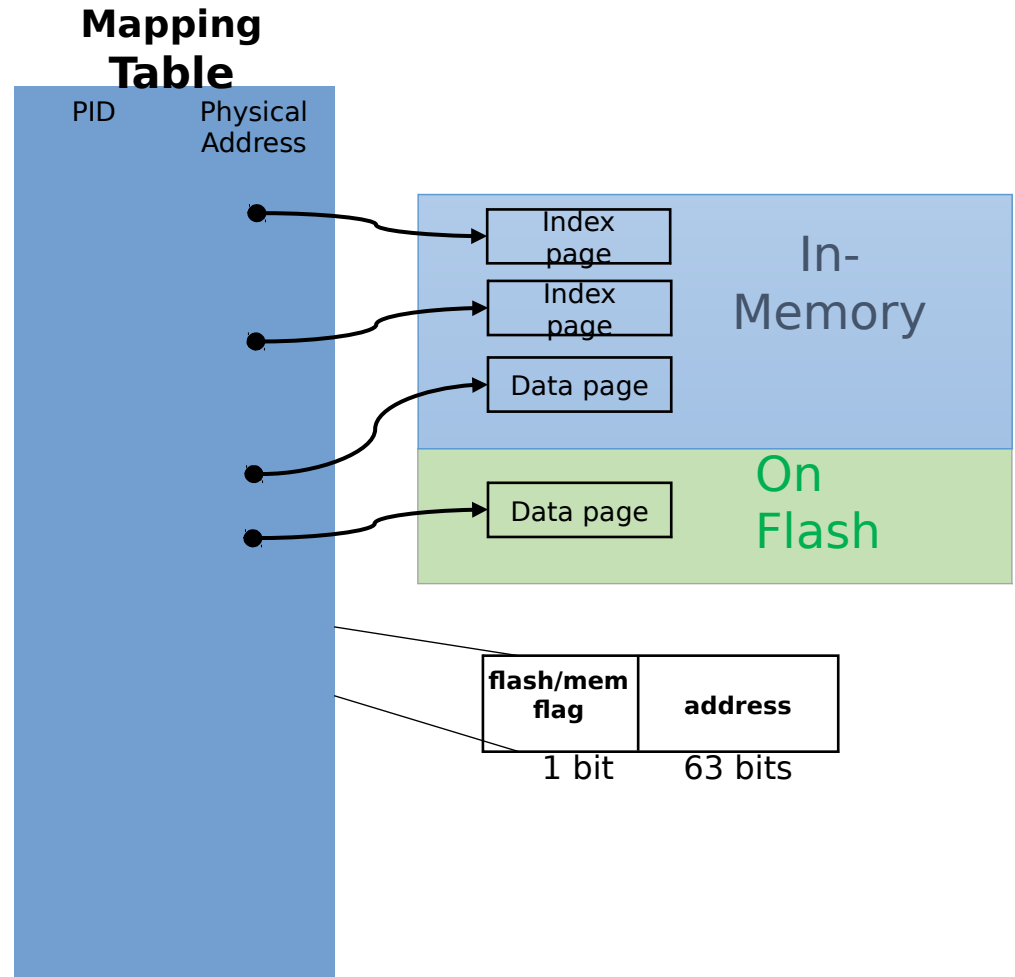 Mapping
Table
PID
Physical
Address
Index
page
Index
page
Data page
In-
Memory
Data page
On
Flash
flash/mem
flag
address
1 bit
63 bits